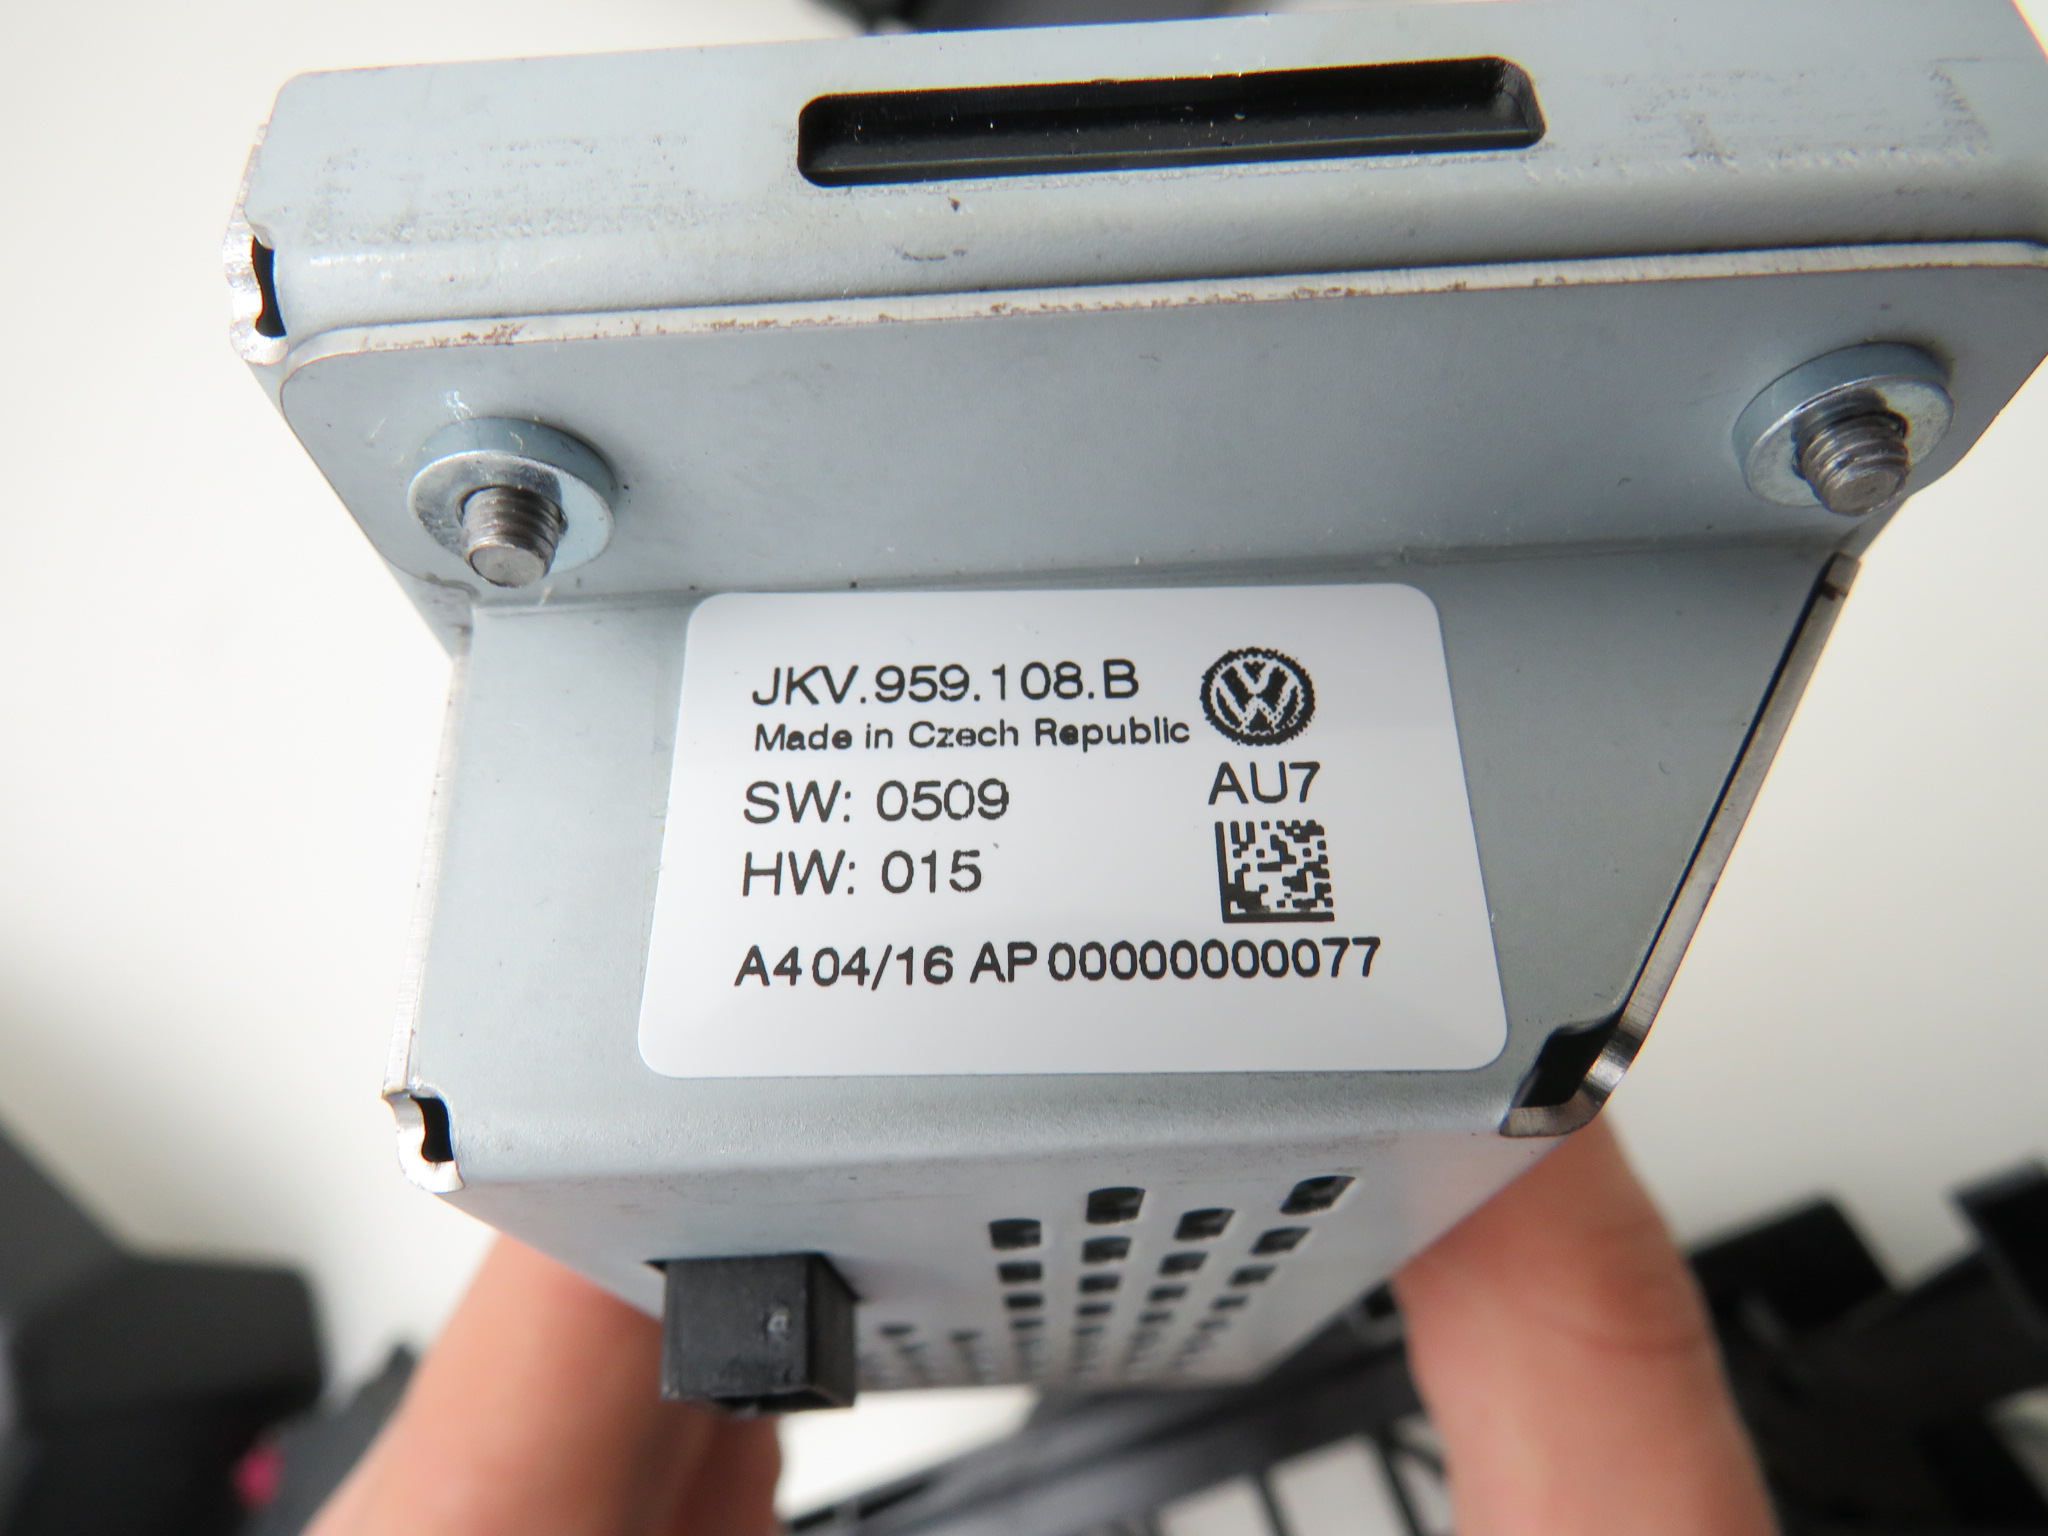 JKV.959.108.B
Made in Czech Republic
SW: 0509
AU7
HW: 015
A4 04/16 AP 00000000077